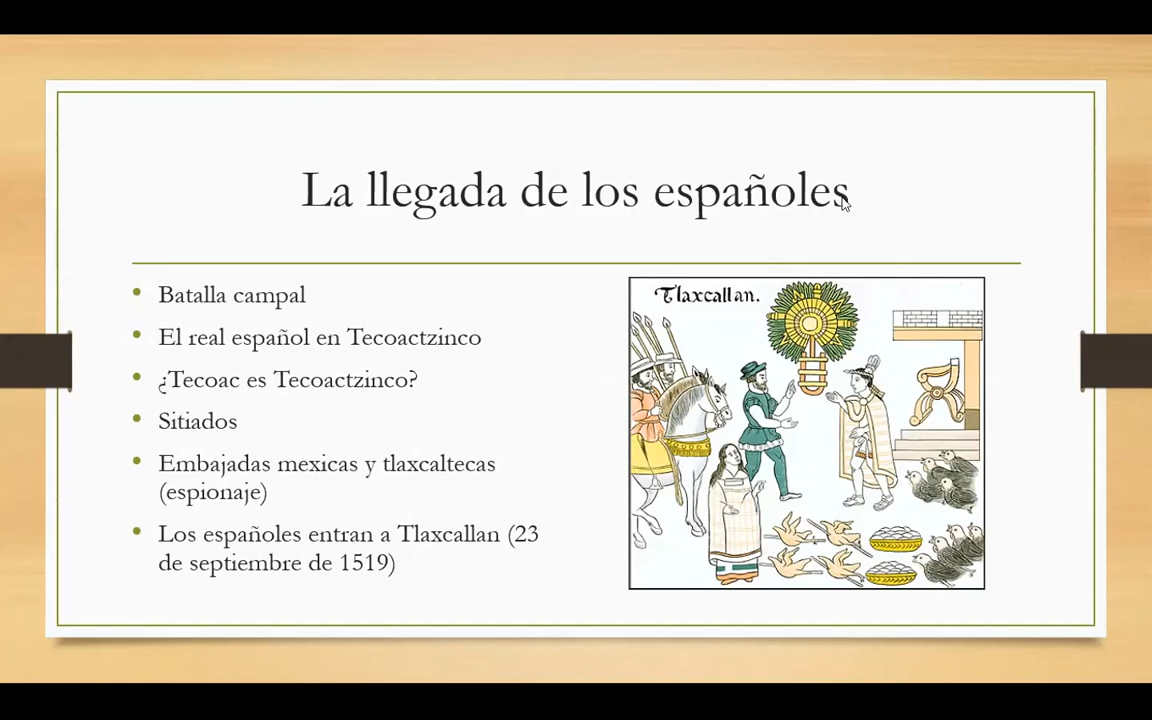 La llegada de los españoles
• Batalla campal
• El real español en Tecoactzinco
• ¿Tecoac es Tecoactzinco?
• Sitiados
• Embajadas mexicas y tlaxcaltecas
(espionaje)
• Los españoles entran a Tlaxcallan (23
de septiembre de 1519)
Tlaxcallan.